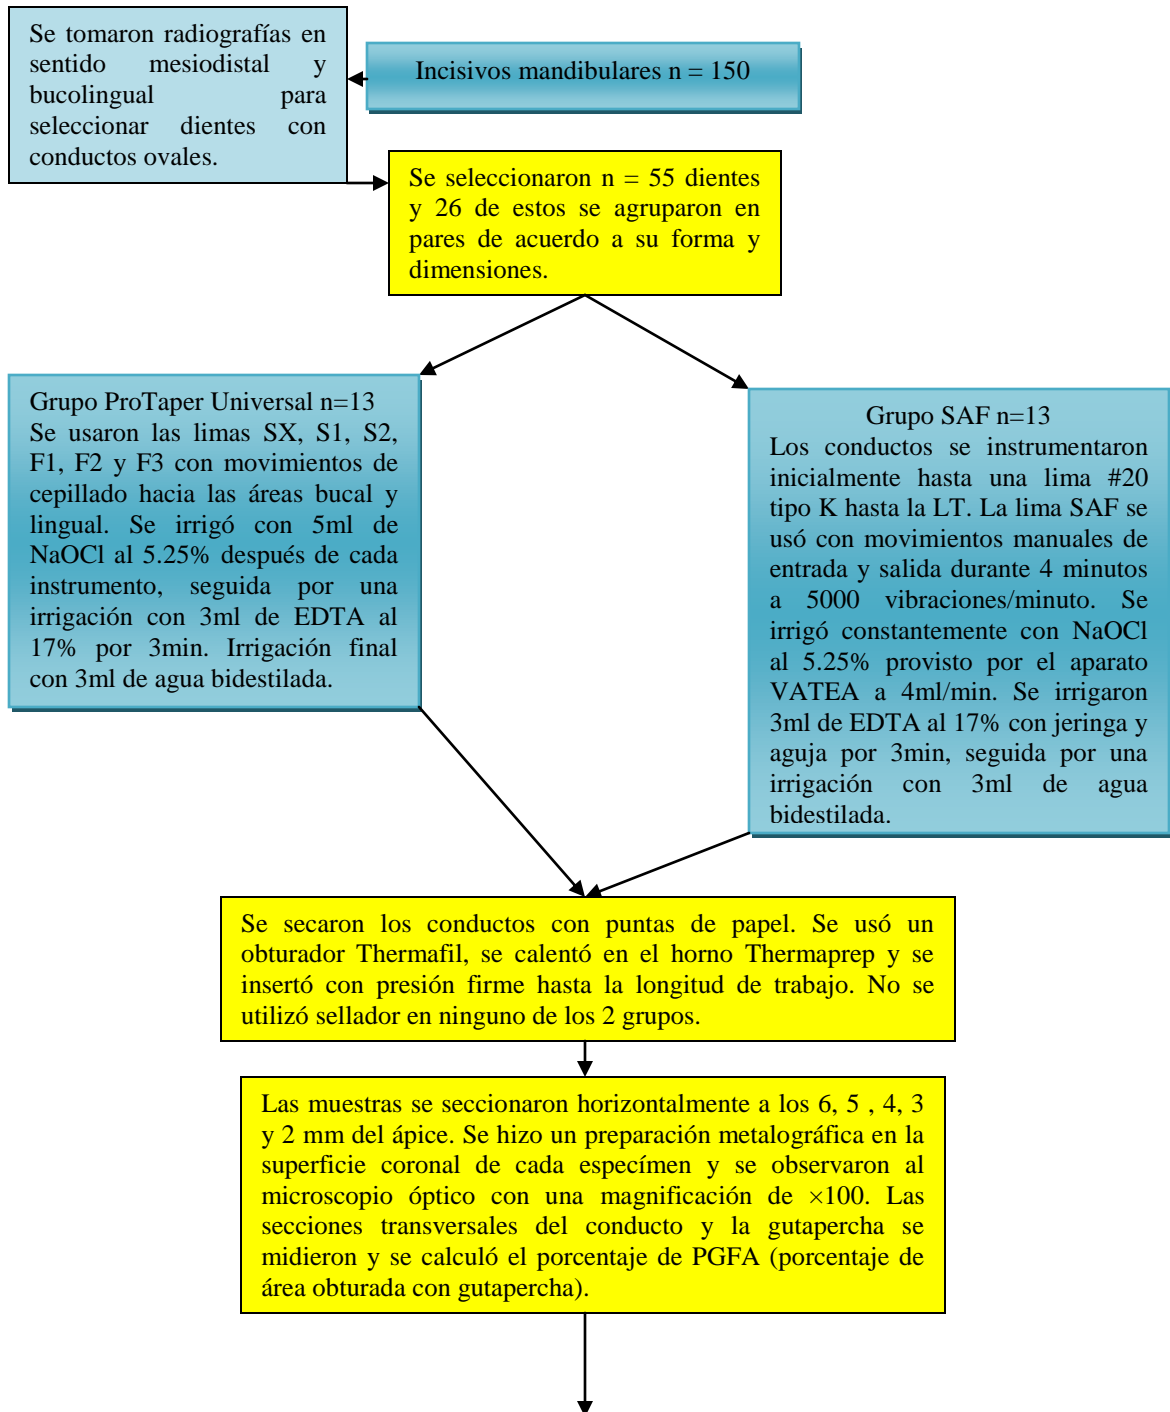 Se tomaron radiografías en
sentido mesiodistal y
bucolingual para
seleccionar dientes con
conductos ovales.
Incisivos mandibulares n = 150
Se seleccionaron n = 55 dientes
y 26 de estos se agruparon en
pares de acuerdo a su forma y
dimensiones.
Grupo ProTaper Universal n=13
Se usaron las limas SX, S1, S2,
F1, F2 y F3 con movimientos de
cepillado hacia las áreas bucal y
lingual. Se irrigó con 5ml de
NaOCl al 5.25% después de cada
instrumento, seguida por una
irrigación con 3ml de EDTA al
17% por 3min. Irrigación final
con 3ml de agua bidestilada.
Grupo SAF n=13
Los conductos se instrumentaron
inicialmente hasta una lima #20
tipo K hasta la LT. La lima SAF se
usó con movimientos manuales de
entrada y salida durante 4 minutos
a 5000 vibraciones/minuto. Se
irrigó constantemente con NaOCl
al 5.25% provisto por el aparato
VATEA a 4ml/min. Se irrigaron
3ml de EDTA al 17% con jeringa y
aguja por 3min, seguida por una
irrigación con 3ml de agua
bidestilada.
Se secaron los conductos con puntas de papel. Se usó un
obturador Thermafil, se calentó en el horno Thermaprep y se
insertó con presión firme hasta la longitud de trabajo. No se
utilizó sellador en ninguno de los 2 grupos.
Las muestras se seccionaron horizontalmente a los 6, 5 , 4, 3
y 2 mm del ápice. Se hizo un preparación metalográfica en la
superficie coronal de cada espécímen y se observaron al
microscopio óptico con una magnificación de ×100. Las
secciones transversales del conducto y la gutapercha se
midieron y se calculó el porcentaje de PGFA (porcentaje de
área obturada con gutapercha).